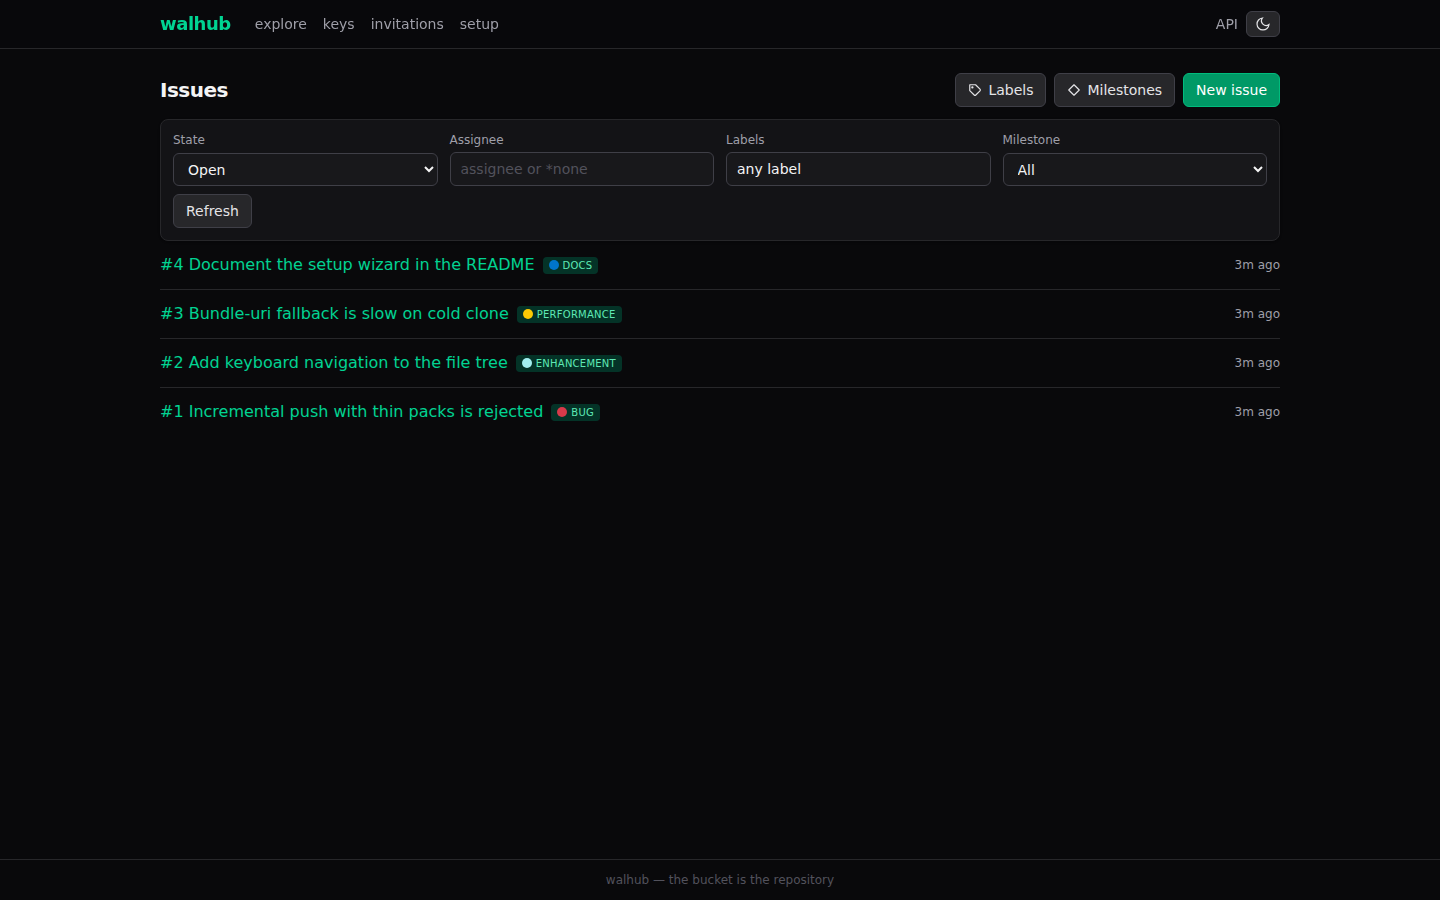 walhub explore keys invitations setup API
Issues Labels Milestones New issue
State Assignee Labels Milestone
Open assignee or *none any label All
Refresh
#4 Document the setup wizard in the README DOCS 3m ago
#3 Bundle-uri fallback is slow on cold clone PERFORMANCE 3m ago
#2 Add keyboard navigation to the file tree ENHANCEMENT 3m ago
#1 Incremental push with thin packs is rejected BUG 3m ago
walhub — the bucket is the repository